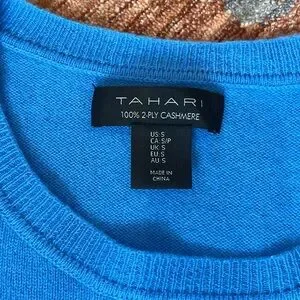 TAHARI
100% 2-PLY CASHMERE
US: S
CA: S/P
UK: S
EU: S
AU: S
MADE IN
CHINA